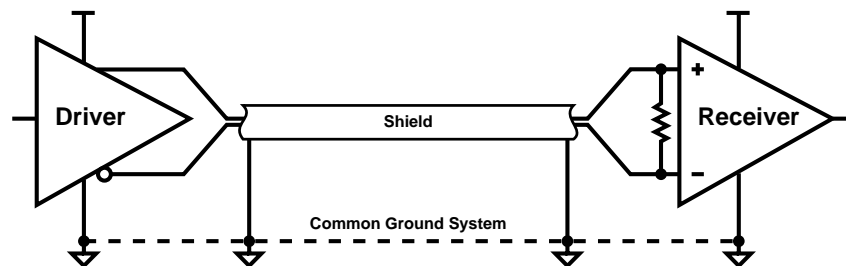 Driver
Shield
+
Receiver
−
Common Ground System